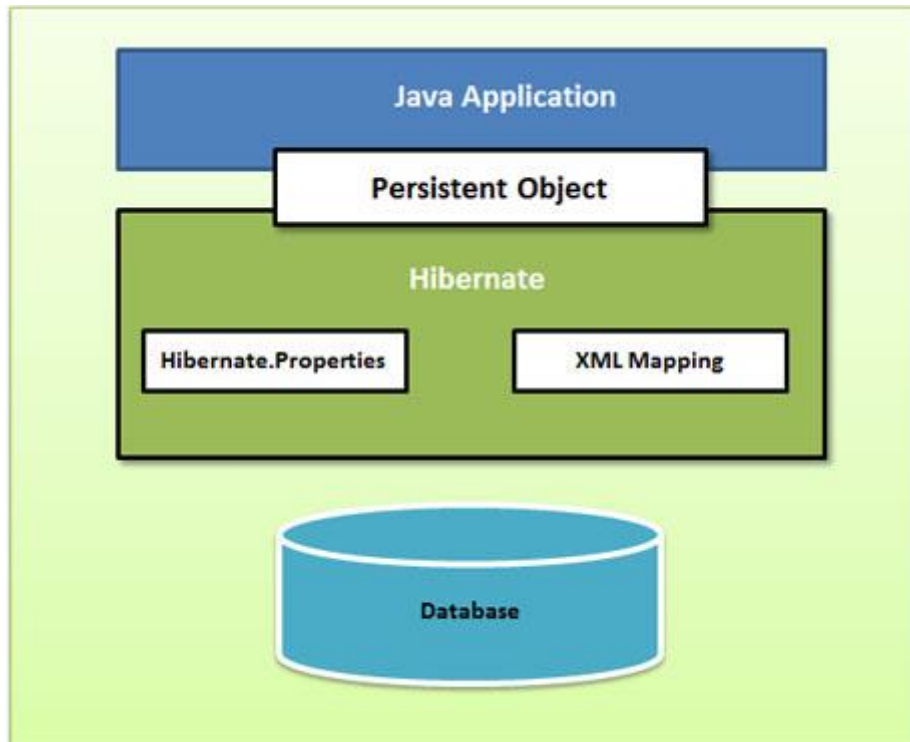 Java Application
Persistent Object
Hibernate
Hibernate.Properties
XML Mapping
Database